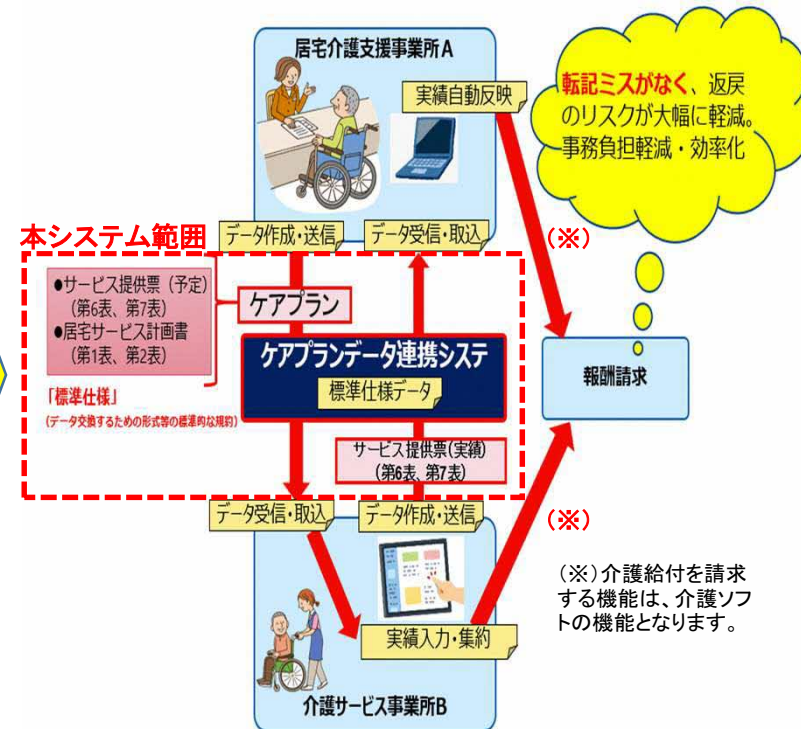 居宅介護支援事業所A
実績自動反映
転記ミスがなく、返戻
のリスクが大幅に軽減。
事務負担軽減・効率化
本システム範囲
データ作成・送信
データ受信・取込
(※)
●サービス提供票(予定)
(第6表、第7表)
●居宅サービス計画書
(第1表、第2表)
ケアプラン
ケアプランデータ連携システ
標準仕様データ
報酬請求
「標準仕様」
(データ交換するための形式等の標準的な規約)
サービス提供票(実績)
(第6表、第7表)
データ受信・取込
データ作成・送信
(※)
実績入力・集約
介護サービス事業所B
(※)介護給付を請求
する機能は、介護ソフ
トの機能となります。